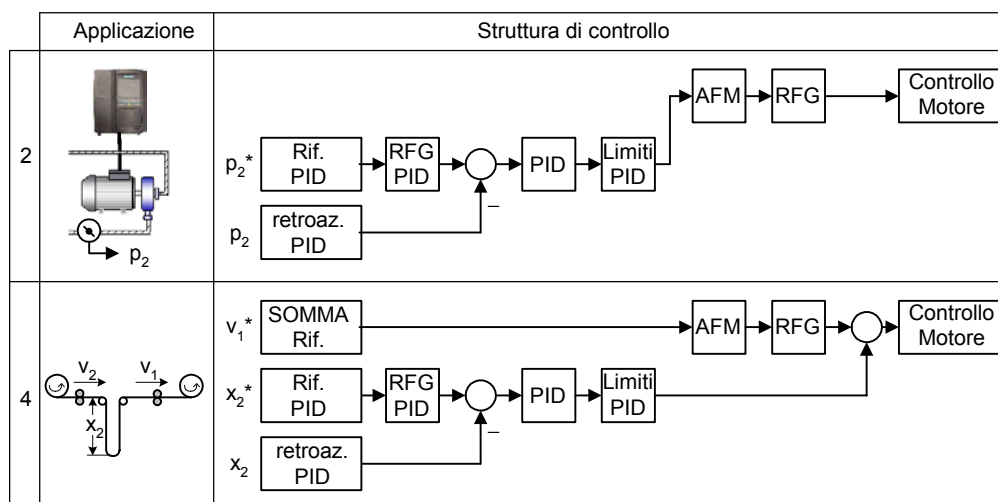 Applicazione
Struttura di controllo
2
p2
p2*
Rif.
PID
RFG
PID
PID
Limiti
PID
AFM
RFG
Controllo
Motore
–
p2
retroaz.
PID
4
v2
v1
x2
v1*
SOMMA
Rif.
AFM
RFG
Controllo
Motore
x2*
Rif.
PID
RFG
PID
PID
Limiti
PID
–
x2
retroaz.
PID